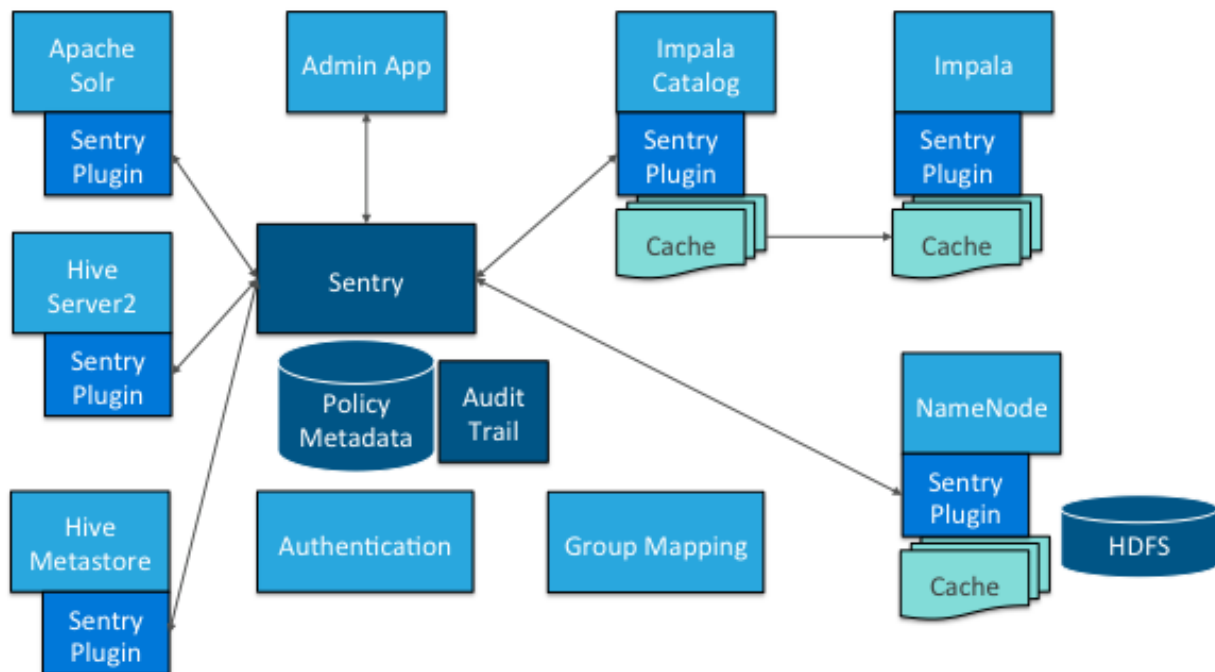 Apache
Solr
Sentry
Plugin
Admin App
Impala
Catalog
Sentry
Plugin
Cache
Impala
Sentry
Plugin
Cache
Hive
Server2
Sentry
Plugin
Sentry
Policy
Metadata
Audit
Trail
NameNode
Sentry
Plugin
Cache
HDFS
Hive
Metastore
Sentry
Plugin
Authentication
Group Mapping